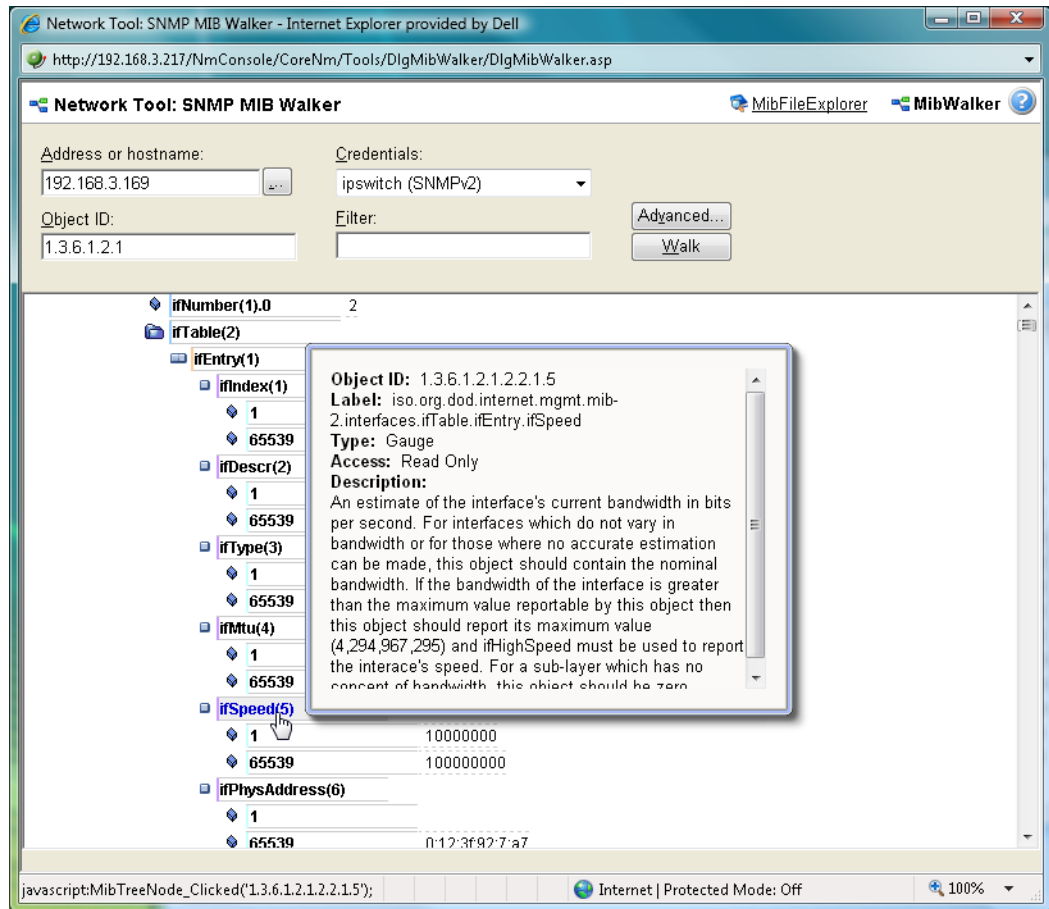 Network Tool: SNMP MIB Walker - Internet Explorer provided by Dell
http://192.168.3.217/NmConsole/CoreNm/Tools/DlgMibWalker/DlgMibWalker.asp
Network Tool: SNMP MIB Walker
MibFileExplorer
MibWalker ?
Address or hostname:
Credentials:
192.168.3.169
...
ipswitch (SNMPv2)
Object ID:
Filter:
Advanced...
1.3.6.1.2.1
Walk
ifNumber(1).0 2
ifTable(2)
ifEntry(1)
ifIndex(1)
1
65539
ifDescr(2)
1
65539
ifType(3)
1
65539
ifMtu(4)
1
65539
ifSpeed(5)
1 10000000
65539 100000000
ifPhysAddress(6)
1
65539 0:12:3f:92:7:a7
Object ID: 1.3.6.1.2.1.2.2.1.5
Label: iso.org.dod.internet.mgmt.mib-
2.interfaces.ifTable.ifEntry.ifSpeed
Type: Gauge
Access: Read Only
Description:
An estimate of the interface's current bandwidth in bits
per second. For interfaces which do not vary in
bandwidth or for those where no accurate estimation
can be made, this object should contain the nominal
bandwidth. If the bandwidth of the interface is greater
than the maximum value reportable by this object then
this object should report its maximum value
(4,294,967,295) and ifHighSpeed must be used to report
the interace's speed. For a sub-layer which has no
concept of bandwidth, this object should be zero.
javascript:MibTreeNode_Clicked('1.3.6.1.2.1.2.2.1.5');
Internet | Protected Mode: Off
100%